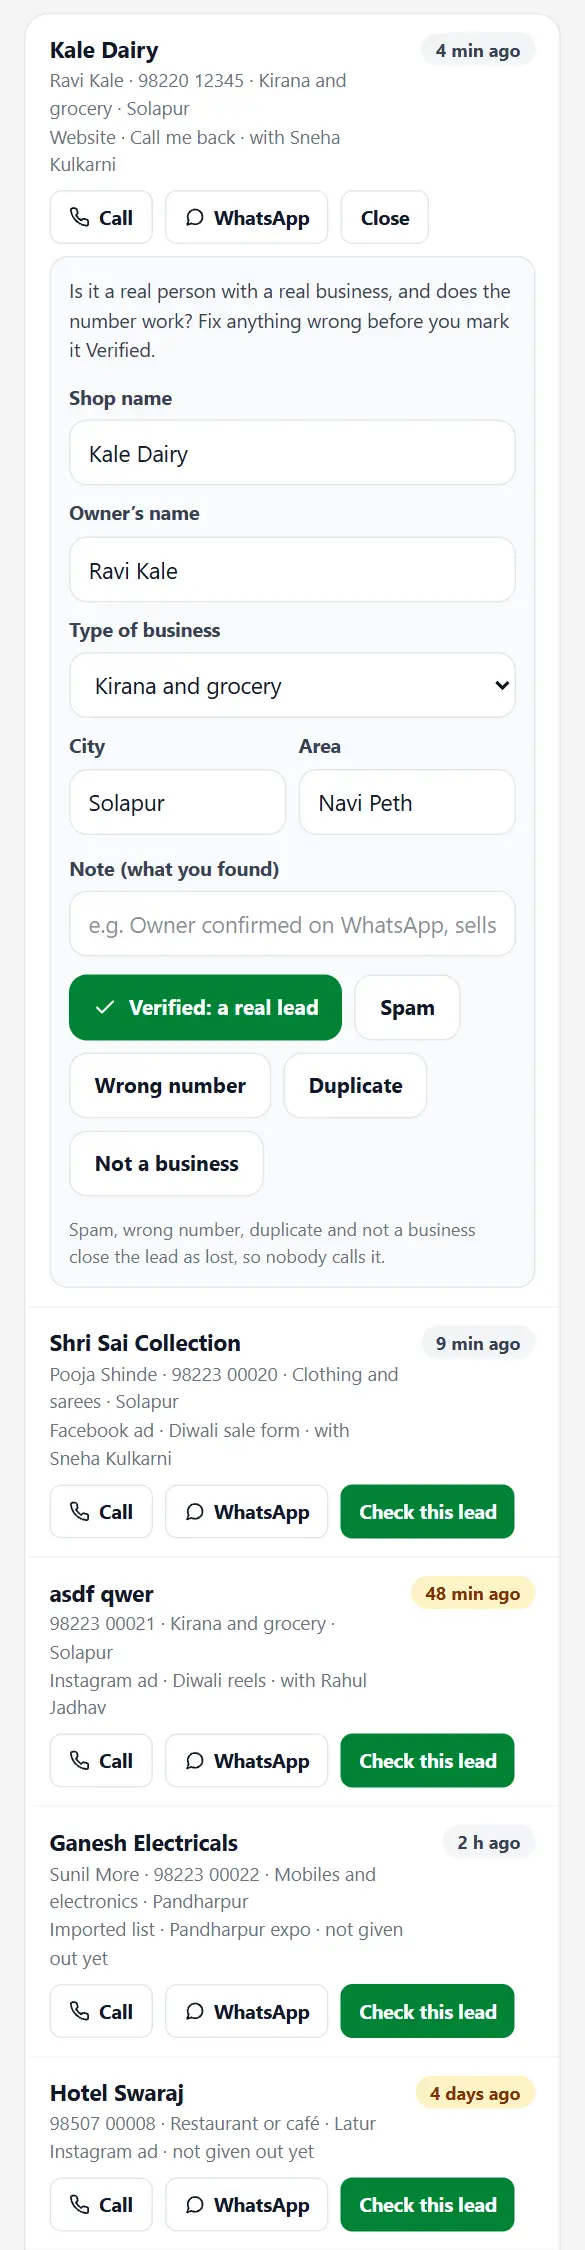 Kale Dairy
4 min ago
Ravi Kale · 98220 12345 · Kirana and
grocery · Solapur
Website · Call me back · with Sneha
Kulkarni
Call
WhatsApp
Close
Is it a real person with a real business, and does the
number work? Fix anything wrong before you mark
it Verified.
Shop name
Kale Dairy
Owner’s name
Ravi Kale
Type of business
Kirana and grocery
City
Area
Solapur
Navi Peth
Note (what you found)
e.g. Owner confirmed on WhatsApp, sells
Verified: a real lead
Spam
Wrong number
Duplicate
Not a business
Spam, wrong number, duplicate and not a business
close the lead as lost, so nobody calls it.
Shri Sai Collection
9 min ago
Pooja Shinde · 98223 00020 · Clothing and
sarees · Solapur
Facebook ad · Diwali sale form · with
Sneha Kulkarni
Call
WhatsApp
Check this lead
asdf qwer
48 min ago
98223 00021 · Kirana and grocery ·
Solapur
Instagram ad · Diwali reels · with Rahul
Jadhav
Call
WhatsApp
Check this lead
Ganesh Electricals
2 h ago
Sunil More · 98223 00022 · Mobiles and
electronics · Pandharpur
Imported list · Pandharpur expo · not given
out yet
Call
WhatsApp
Check this lead
Hotel Swaraj
4 days ago
98507 00008 · Restaurant or café · Latur
Instagram ad · not given out yet
Call
WhatsApp
Check this lead